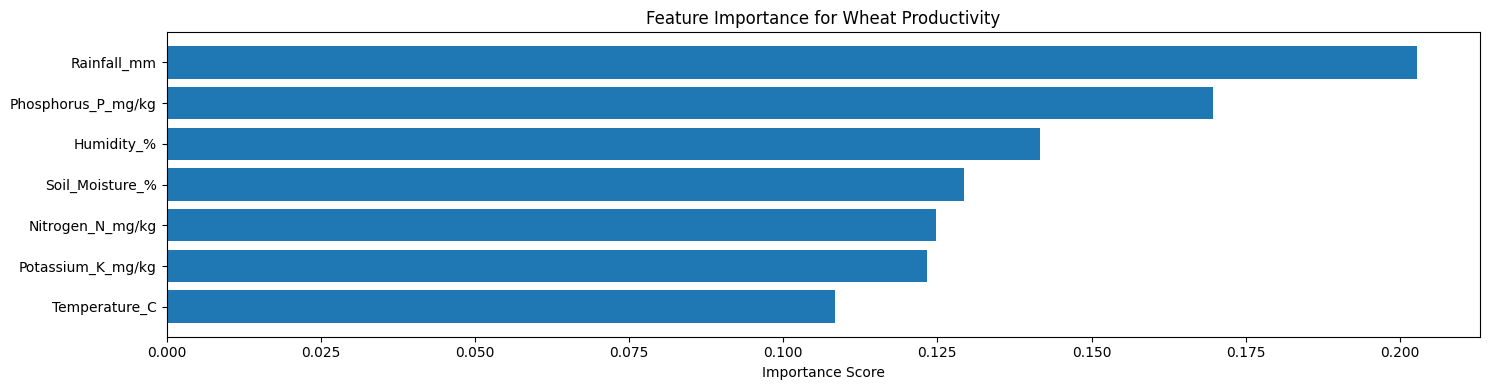 Feature Importance for Wheat Productivity
Rainfall_mm
Phosphorus_P_mg/kg
Humidity_%
Soil_Moisture_%
Nitrogen_N_mg/kg
Potassium_K_mg/kg
Temperature_C
0.000 0.025 0.050 0.075 0.100 0.125 0.150 0.175 0.200
Importance Score